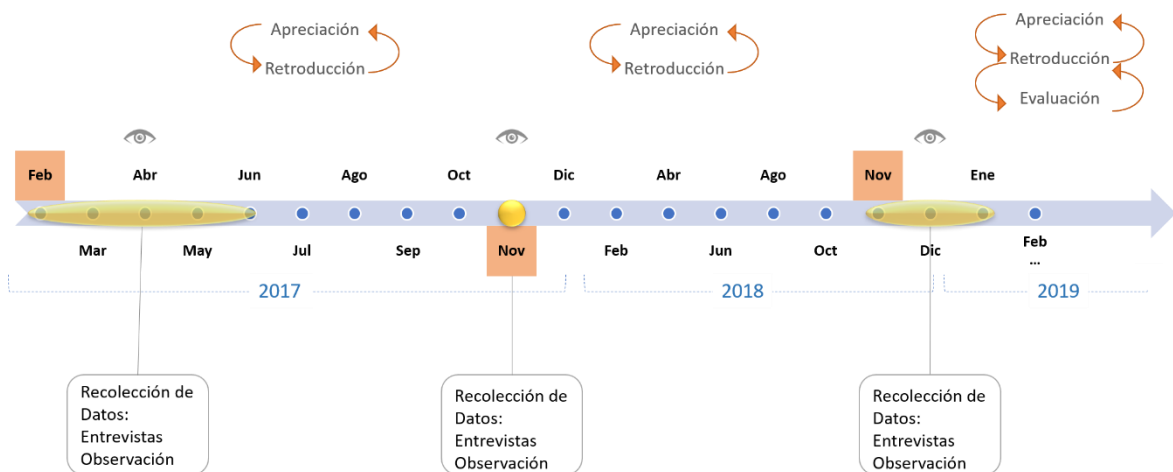 Apreciación
Retroducción
Apreciación
Retroducción
Apreciación
Retroducción
Evaluación
Feb Abr Jun Ago Oct Dic Abr Ago Nov Ene
Mar May Jul Sep Nov Feb Jun Oct Dic Feb
...
2017 2018 2019
Recolección de
Datos:
Entrevistas
Observación
Recolección de
Datos:
Entrevistas
Observación
Recolección de
Datos:
Entrevistas
Observación